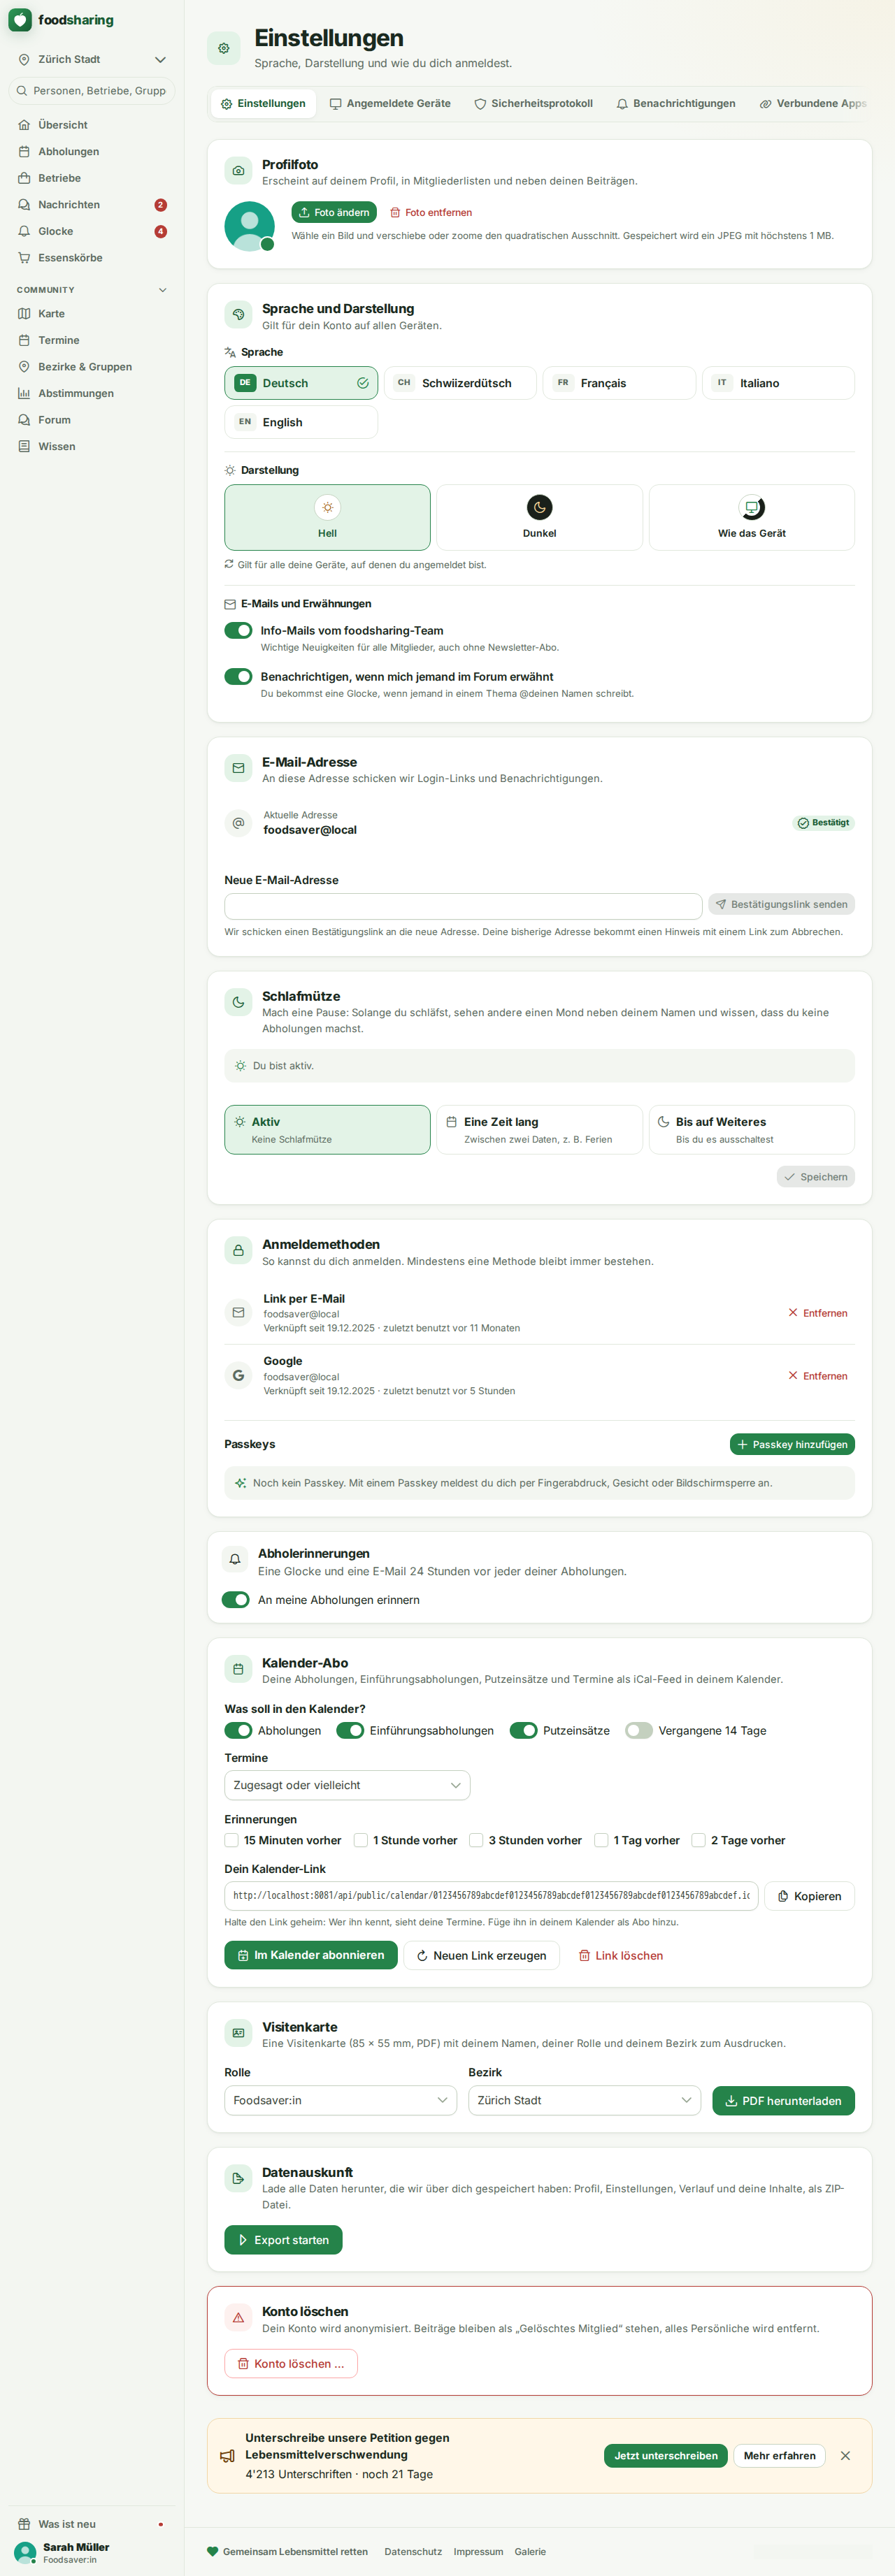 foodsharing
Zürich Stadt
Personen, Betriebe, Grupp
Übersicht
Abholungen
Betriebe
Nachrichten 2
Glocke 4
Essenskörbe
COMMUNITY
Karte
Termine
Bezirke & Gruppen
Abstimmungen
Forum
Wissen
Was ist neu
Sarah Müller
Foodsaver:in
Einstellungen
Sprache, Darstellung und wie du dich anmeldest.
Einstellungen Angemeldete Geräte Sicherheitsprotokoll Benachrichtigungen Verbundene Apps
Profilfoto
Erscheint auf deinem Profil, in Mitgliederlisten und neben deinen Beiträgen.
Foto ändern Foto entfernen
Wähle ein Bild und verschiebe oder zoome den quadratischen Ausschnitt. Gespeichert wird ein JPEG mit höchstens 1 MB.
Sprache und Darstellung
Gilt für dein Konto auf allen Geräten.
Sprache
DE Deutsch CH Schwiizerdütsch FR Français IT Italiano
EN English
Darstellung
Hell Dunkel Wie das Gerät
Gilt für alle deine Geräte, auf denen du angemeldet bist.
E-Mails und Erwähnungen
Info-Mails vom foodsharing-Team
Wichtige Neuigkeiten für alle Mitglieder, auch ohne Newsletter-Abo.
Benachrichtigen, wenn mich jemand im Forum erwähnt
Du bekommst eine Glocke, wenn jemand in einem Thema @deinen Namen schreibt.
E-Mail-Adresse
An diese Adresse schicken wir Login-Links und Benachrichtigungen.
Aktuelle Adresse
foodsaver@local
Bestätigt
Neue E-Mail-Adresse
Bestätigungslink senden
Wir schicken einen Bestätigungslink an die neue Adresse. Deine bisherige Adresse bekommt einen Hinweis mit einem Link zum Abbrechen.
Schlafmütze
Mach eine Pause: Solange du schläfst, sehen andere einen Mond neben deinem Namen und wissen, dass du keine
Abholungen machst.
Du bist aktiv.
Aktiv Eine Zeit lang Bis auf Weiteres
Keine Schlafmütze Zwischen zwei Daten, z. B. Ferien Bis du es ausschaltest
Speichern
Anmeldemethoden
So kannst du dich anmelden. Mindestens eine Methode bleibt immer bestehen.
Link per E-Mail
foodsaver@local
Verknüpft seit 19.12.2025 · zuletzt benutzt vor 11 Monaten
Entfernen
Google
foodsaver@local
Verknüpft seit 19.12.2025 · zuletzt benutzt vor 5 Stunden
Entfernen
Passkeys
Passkey hinzufügen
Noch kein Passkey. Mit einem Passkey meldest du dich per Fingerabdruck, Gesicht oder Bildschirmsperre an.
Abholerinnerungen
Eine Glocke und eine E-Mail 24 Stunden vor jeder deiner Abholungen.
An meine Abholungen erinnern
Kalender-Abo
Deine Abholungen, Einführungsabholungen, Putzeinsätze und Termine als iCal-Feed in deinem Kalender.
Was soll in den Kalender?
Abholungen Einführungsabholungen Putzeinsätze Vergangene 14 Tage
Termine
Zugesagt oder vielleicht
Erinnerungen
15 Minuten vorher 1 Stunde vorher 3 Stunden vorher 1 Tag vorher 2 Tage vorher
Dein Kalender-Link
http://localhost:8081/api/public/calendar/0123456789abcdef0123456789abcdef0123456789abcdef0123456789abcdef.ic
Kopieren
Halte den Link geheim: Wer ihn kennt, sieht deine Termine. Füge ihn in deinem Kalender als Abo hinzu.
Im Kalender abonnieren Neuen Link erzeugen Link löschen
Visitenkarte
Eine Visitenkarte (85 × 55 mm, PDF) mit deinem Namen, deiner Rolle und deinem Bezirk zum Ausdrucken.
Rolle Bezirk
Foodsaver:in Zürich Stadt PDF herunterladen
Datenauskunft
Lade alle Daten herunter, die wir über dich gespeichert haben: Profil, Einstellungen, Verlauf und deine Inhalte, als ZIP-
Datei.
Export starten
Konto löschen
Dein Konto wird anonymisiert. Beiträge bleiben als „Gelöschtes Mitglied“ stehen, alles Persönliche wird entfernt.
Konto löschen ...
Unterschreibe unsere Petition gegen
Lebensmittelverschwendung
4'213 Unterschriften · noch 21 Tage
Jetzt unterschreiben Mehr erfahren
Gemeinsam Lebensmittel retten Datenschutz Impressum Galerie